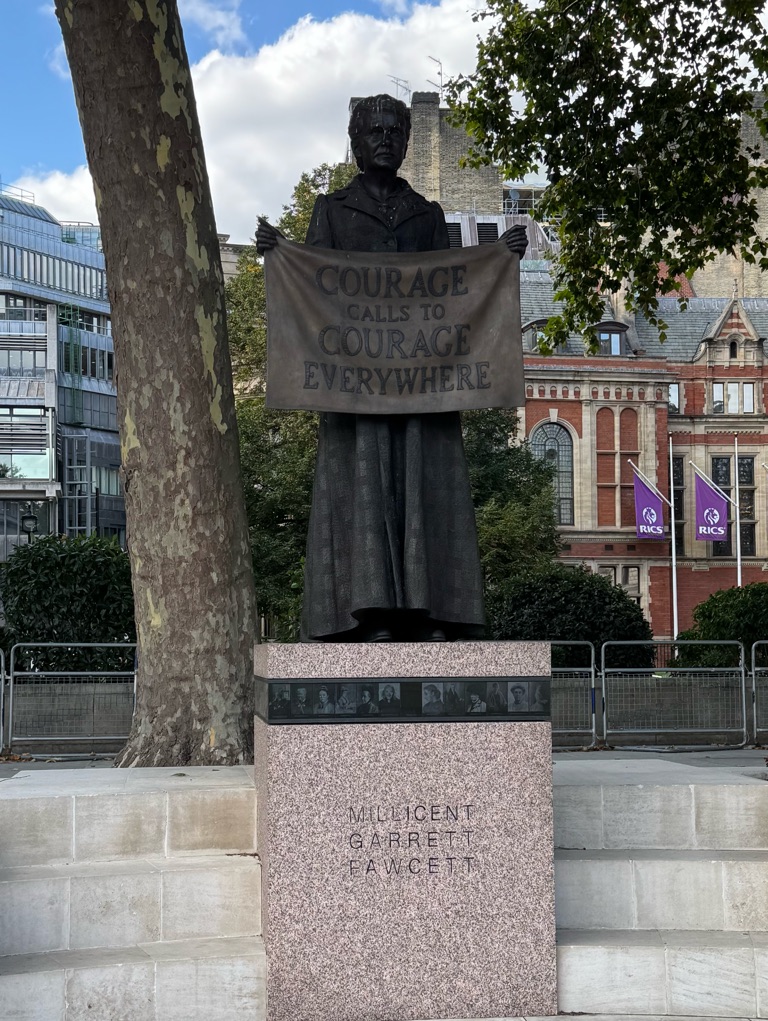 COURAGE
CALLS TO
COURAGE
EVERYWHERE
RICS
RICS
MILLICENT
GARRETT
FAWCETT